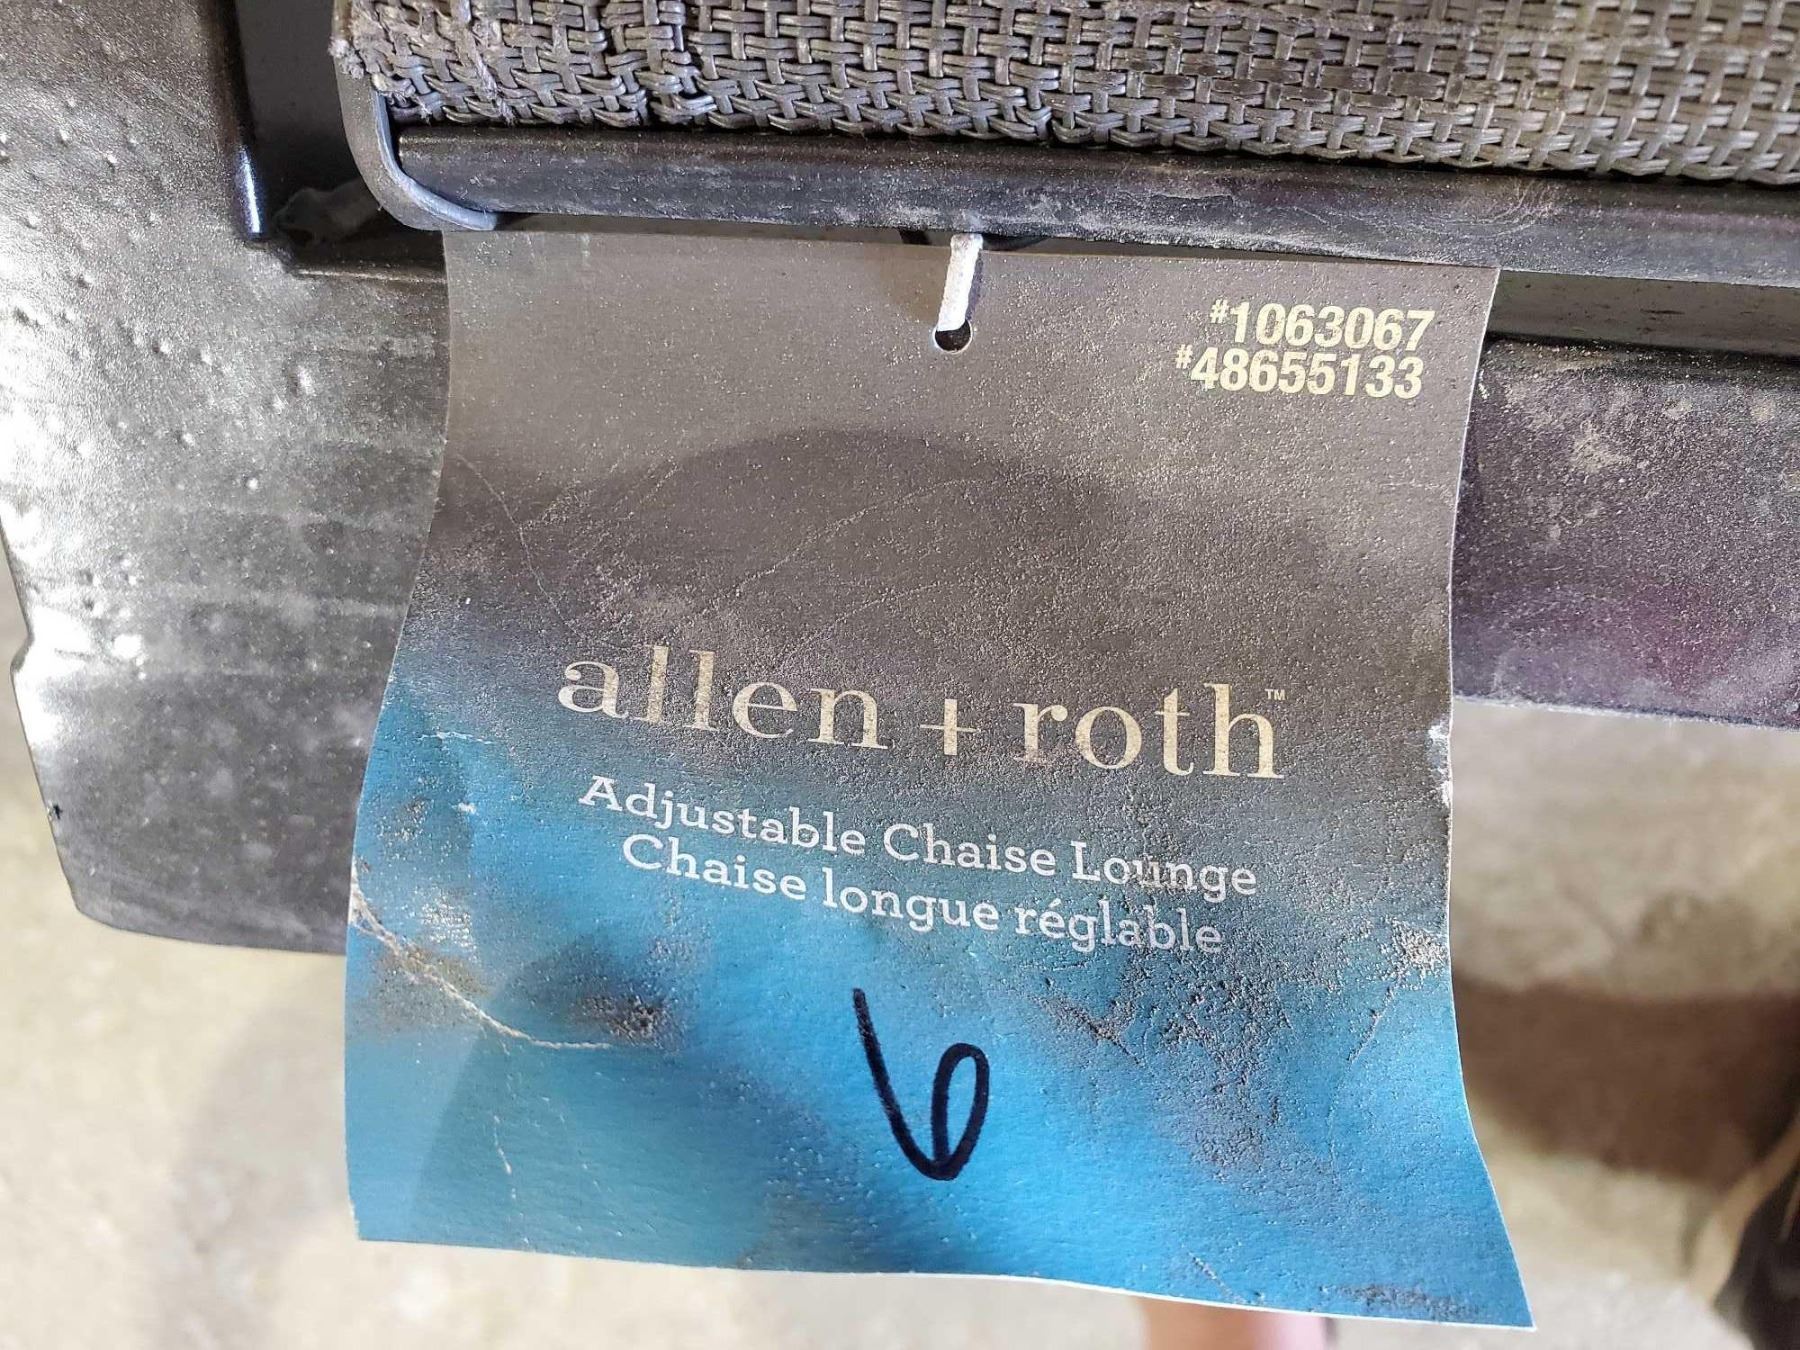 #1063067
#48655133
allen + roth™
Adjustable Chaise Lounge
Chaise longue réglable
6